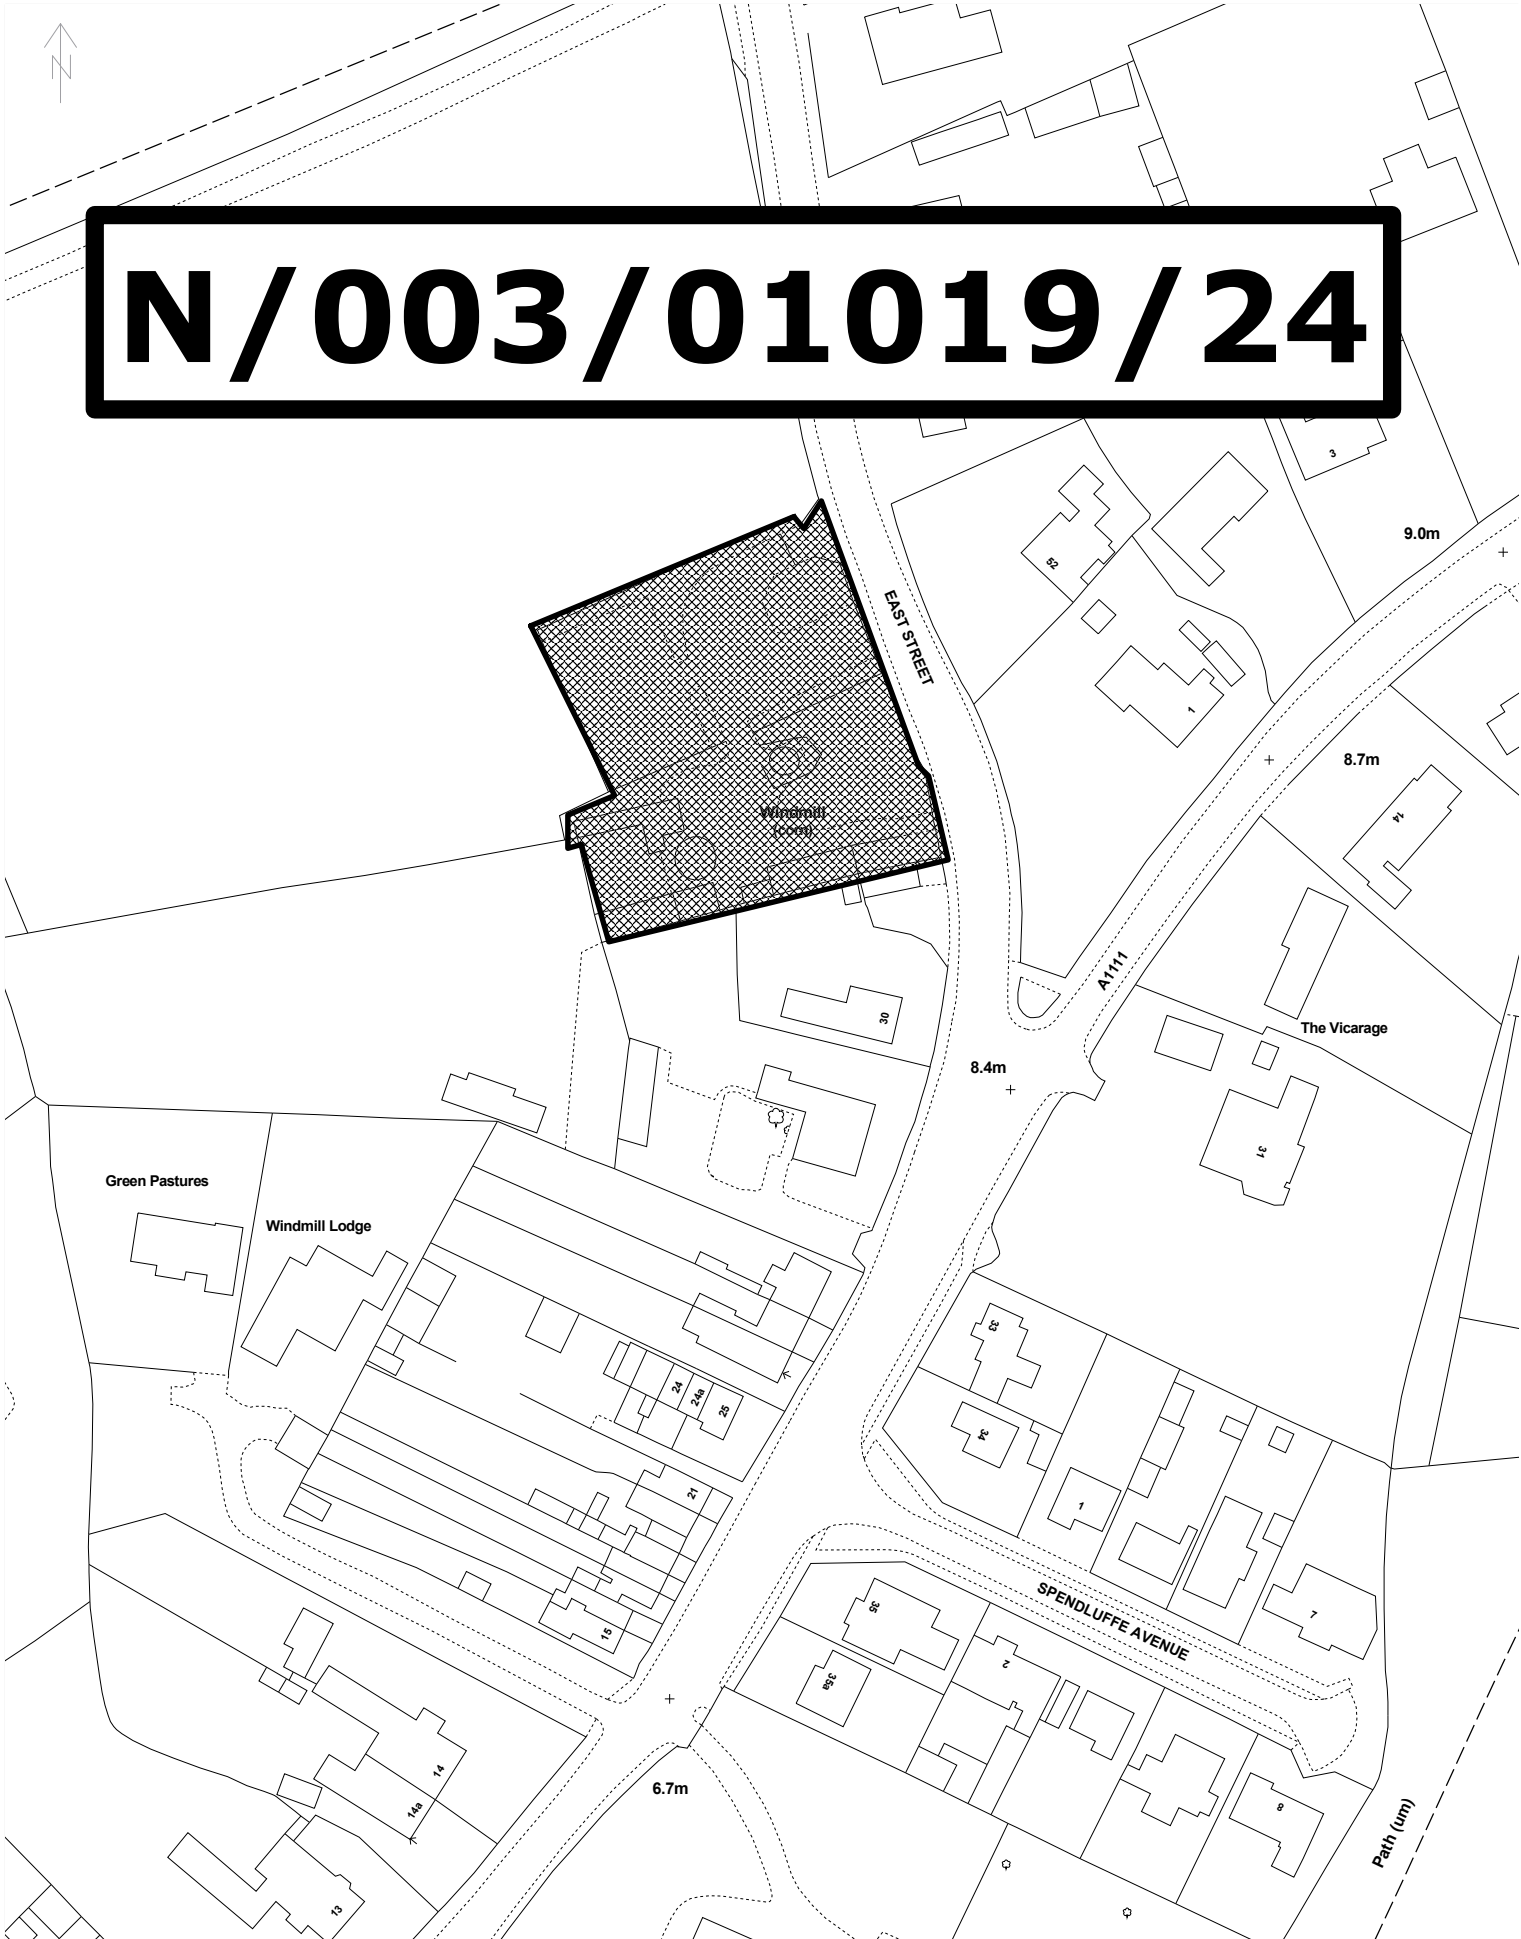 N
N/003/01019/24
3
9.0m
52
EAST STREET
1
8.7m
14
Windmill
(corn)
A1111
30
The Vicarage
8.4m
31
Green Pastures
Windmill Lodge
33
24
24a
25
34
21
1
SPENDLUFFE AVENUE
35
7
15
2
35a
14
6.7m
14a
8
Path (um)
13